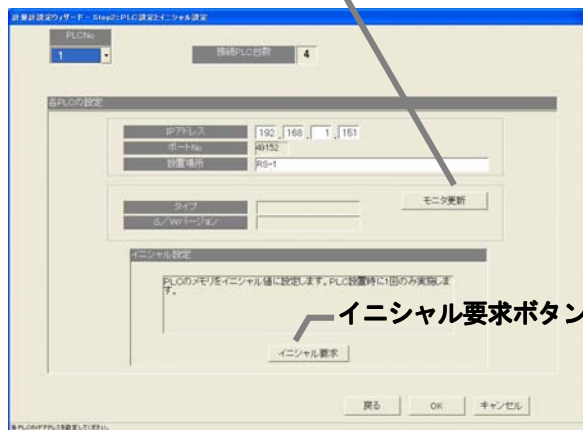 計量計設定ウィザード - Step2:PLC設定とイニシャル設定
PLCNo
1
接続PLC台数 4
各PLCの設定
IPアドレス 192 . 168 . 1 . 151
ポートNo 49152
設置場所 RS-1
タイプ
S/Wバージョン
モニタ更新
イニシャル設定
PLCのメモリをイニシャル値に設定します。PLC設置時に1回のみ実施しま
す。
イニシャル要求ボタン
イニシャル要求
戻る OK キャンセル
各PLCのIPアドレスを設定してください。